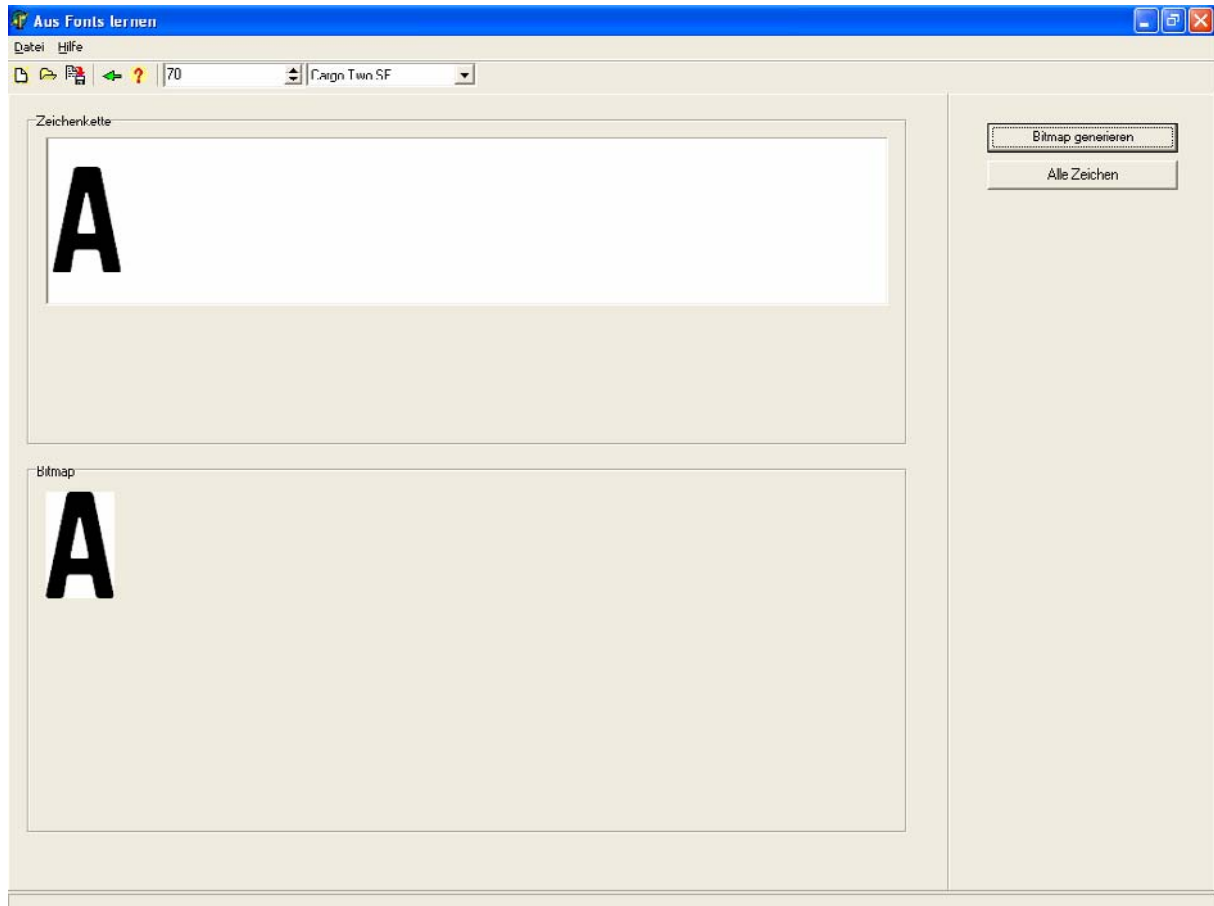 Aus Fonts lernen
Datei Hilfe
? 70 Cargo Two SF
Zeichenkette
A
Bitmap generieren
Alle Zeichen
Bitmap
A